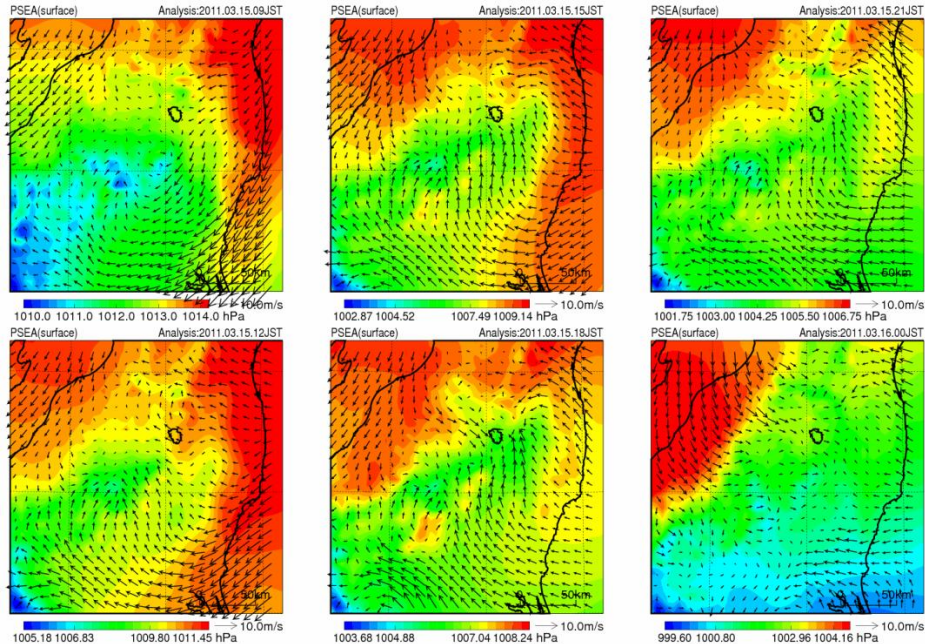 PSEA(surface) Analysis:2011.03.15.09JST
50km
10.0m/s
1010.0 1011.0 1012.0 1013.0 1014.0 hPa
PSEA(surface) Analysis:2011.03.15.15JST
50km
10.0m/s
1002.87 1004.52 1007.49 1009.14 hPa
PSEA(surface) Analysis:2011.03.15.21JST
50km
10.0m/s
1001.75 1003.00 1004.25 1005.50 1006.75 hPa
PSEA(surface) Analysis:2011.03.15.12JST
50km
10.0m/s
1005.18 1006.83 1009.80 1011.45 hPa
PSEA(surface) Analysis:2011.03.15.18JST
50km
10.0m/s
1003.68 1004.88 1007.04 1008.24 hPa
PSEA(surface) Analysis:2011.03.16.00JST
50km
10.0m/s
999.60 1000.80 1002.96 1004.16 hPa